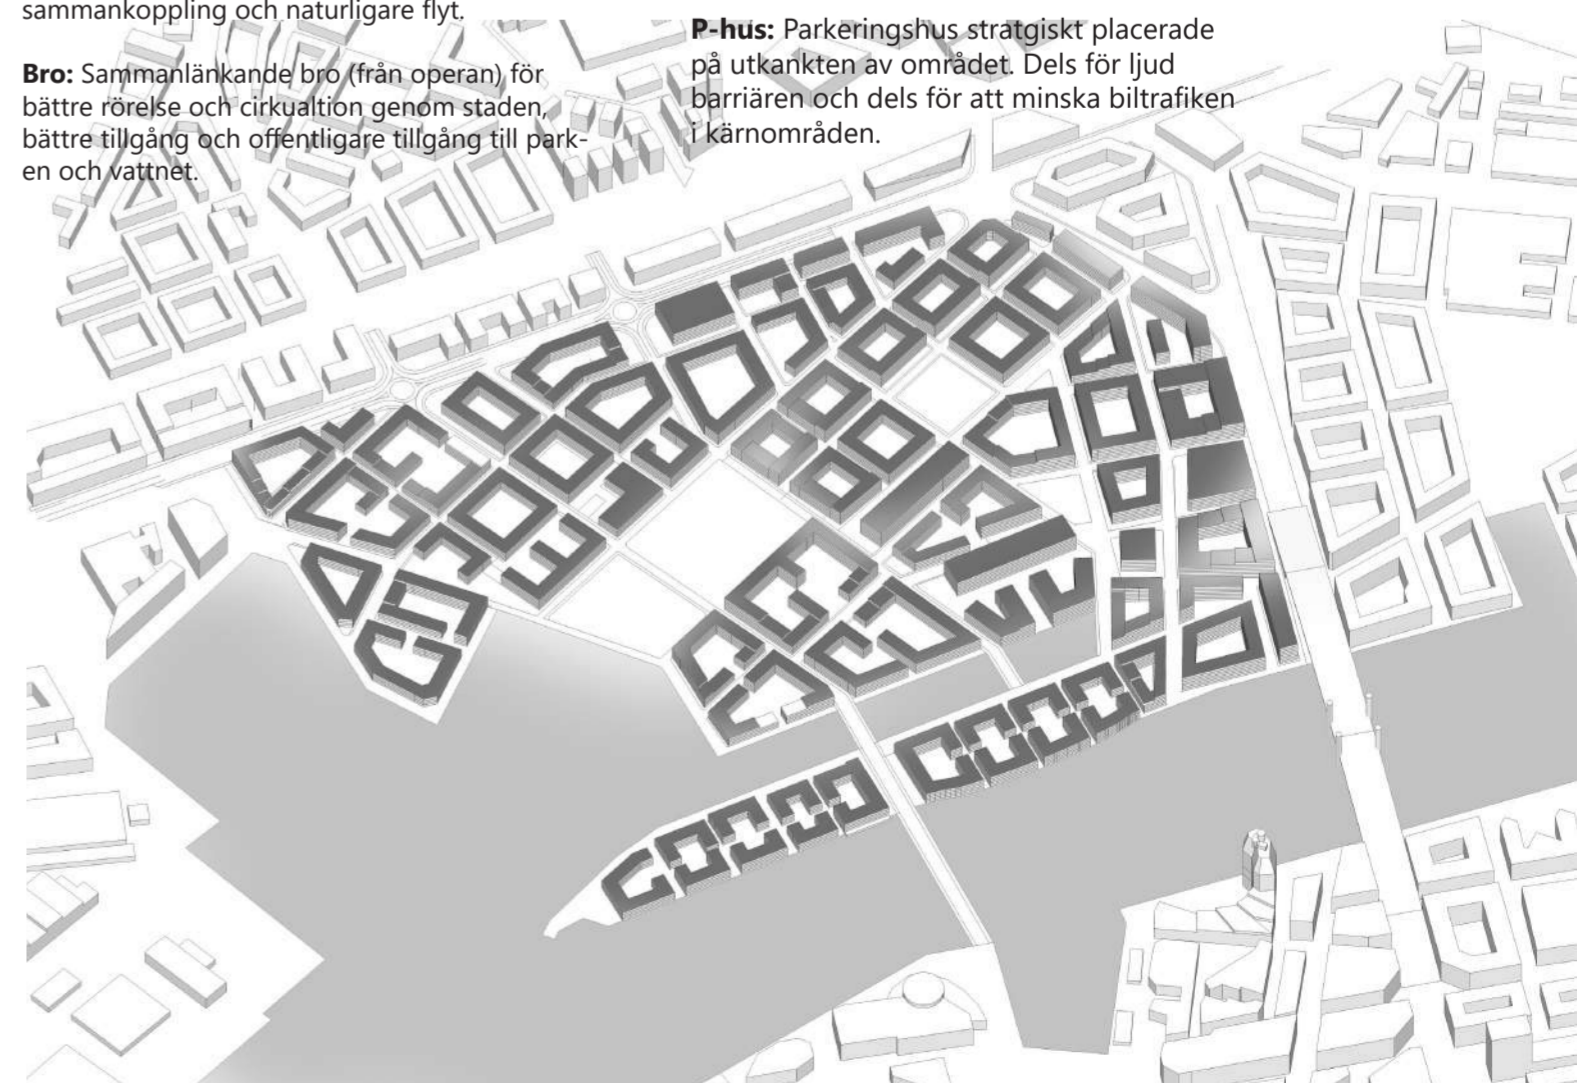 sammankoppling och naturligare flyt.
Bro: Sammanlänkande bro (från operan) för
bättre rörelse och cirkualtion genom staden,
bättre tillgång och offentligare tillgång till park-
en och vattnet.
P-hus: Parkeringshus stratgiskt placerade
på utkankten av området. Dels för ljud
barriären och dels för att minska biltrafiken
i kärnområden.